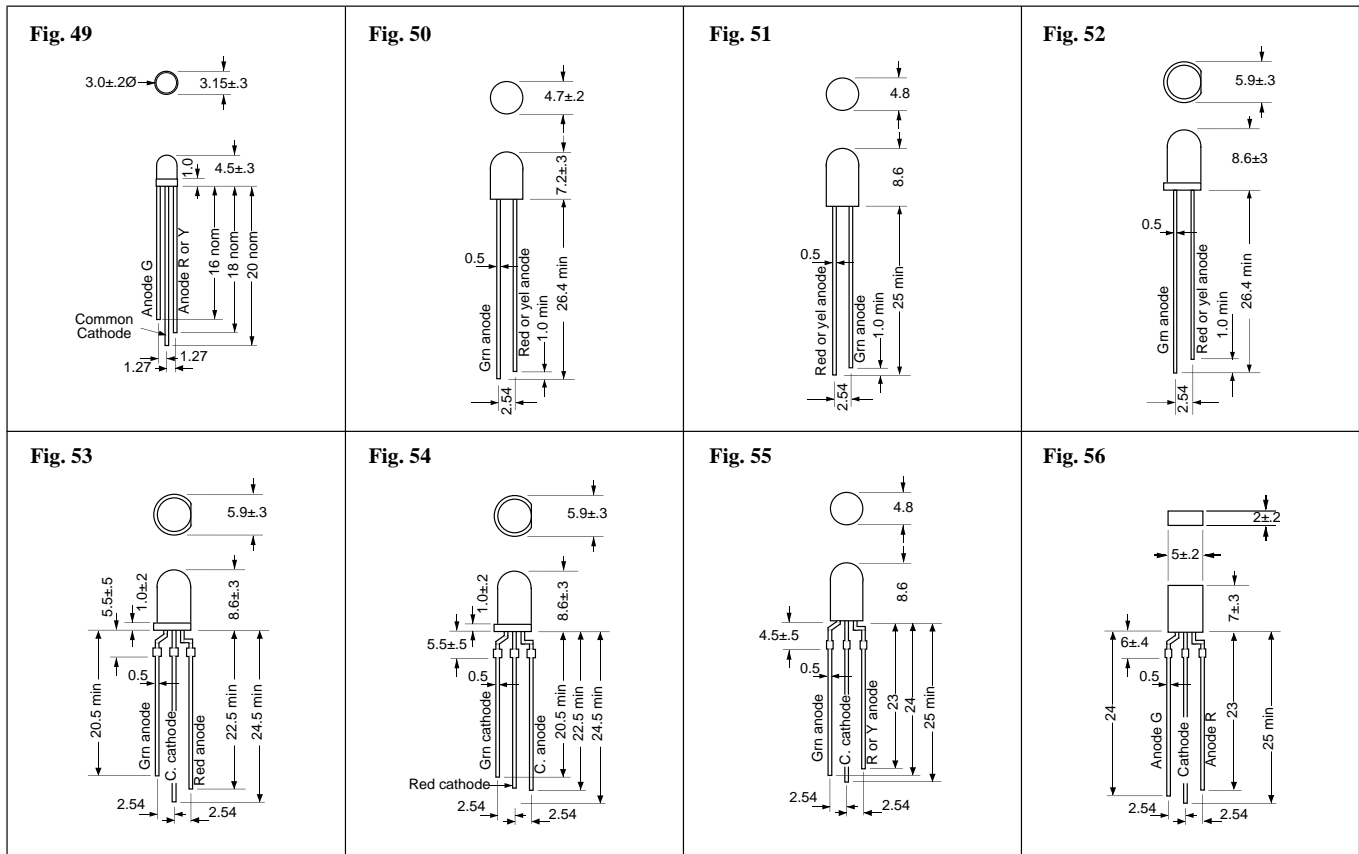 Fig. 49
3.0±.2Ø
3.15±.3
1.0
4.5±.3
Anode G
Anode R or Y
16 nom
18 nom
20 nom
Common
Cathode
1.27
1.27
Fig. 50
4.7±.2
7.2±.3
0.5
Grn anode
Red or yel anode
1.0 min
26.4 min
2.54
Fig. 51
4.8
8.6
0.5
Red or yel anode
Grn anode
1.0 min
25 min
2.54
Fig. 52
5.9±.3
8.6±3
0.5
Grn anode
Red or yel anode
1.0 min
26.4 min
2.54
Fig. 53
5.9±.3
5.5±.5
1.0±.2
8.6±.3
0.5
20.5 min
Grn anode
C. cathode
Red anode
22.5 min
24.5 min
2.54
2.54
Fig. 54
5.9±.3
1.0±.2
8.6±.3
5.5±.5
0.5
Grn cathode
C. anode
20.5 min
22.5 min
24.5 min
Red cathode
2.54
2.54
Fig. 55
4.8
8.6
4.5±.5
0.5
Grn anode
C. cathode
R or Y anode
23
24
25 min
2.54
2.54
Fig. 56
2±.2
5±.2
7±.3
6±.4
0.5
24
Anode G
Cathode
Anode R
23
25 min
2.54
2.54